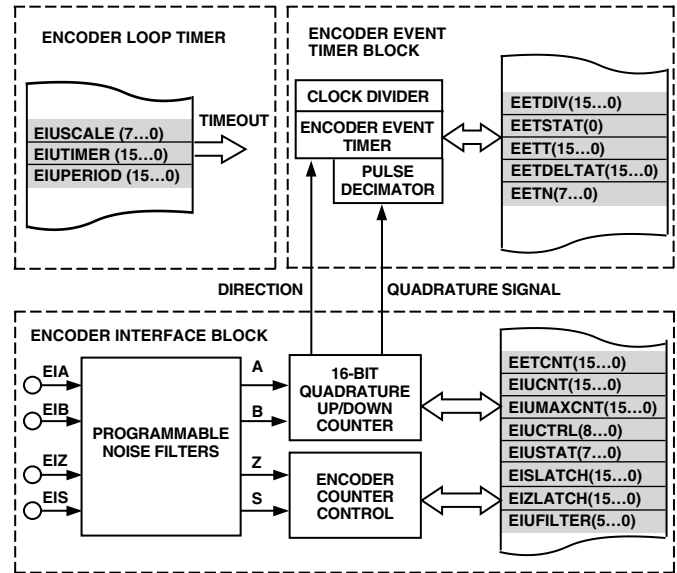 ENCODER LOOP TIMER
EIUSCALE (7...0)
EIUTIMER (15...0)
EIUPERIOD (15...0)
TIMEOUT
ENCODER EVENT
TIMER BLOCK
CLOCK DIVIDER
ENCODER EVENT
TIMER
PULSE
DECIMATOR
EETDIV(15...0)
EETSTAT(0)
EETT(15...0)
EETDELTAT(15...0)
EETN(7...0)
DIRECTION
QUADRATURE SIGNAL
ENCODER INTERFACE BLOCK
EIA
EIB
EIZ
EIS
PROGRAMMABLE
NOISE FILTERS
A
B
Z
S
16-BIT
QUADRATURE
UP/DOWN
COUNTER
ENCODER
COUNTER
CONTROL
EETCNT(15...0)
EIUCNT(15...0)
EIUMAXCNT(15...0)
EIUCTRL(8...0)
EIUSTAT(7...0)
EISLATCH(15...0)
EIZLATCH(15...0)
EIUFILTER(5...0)